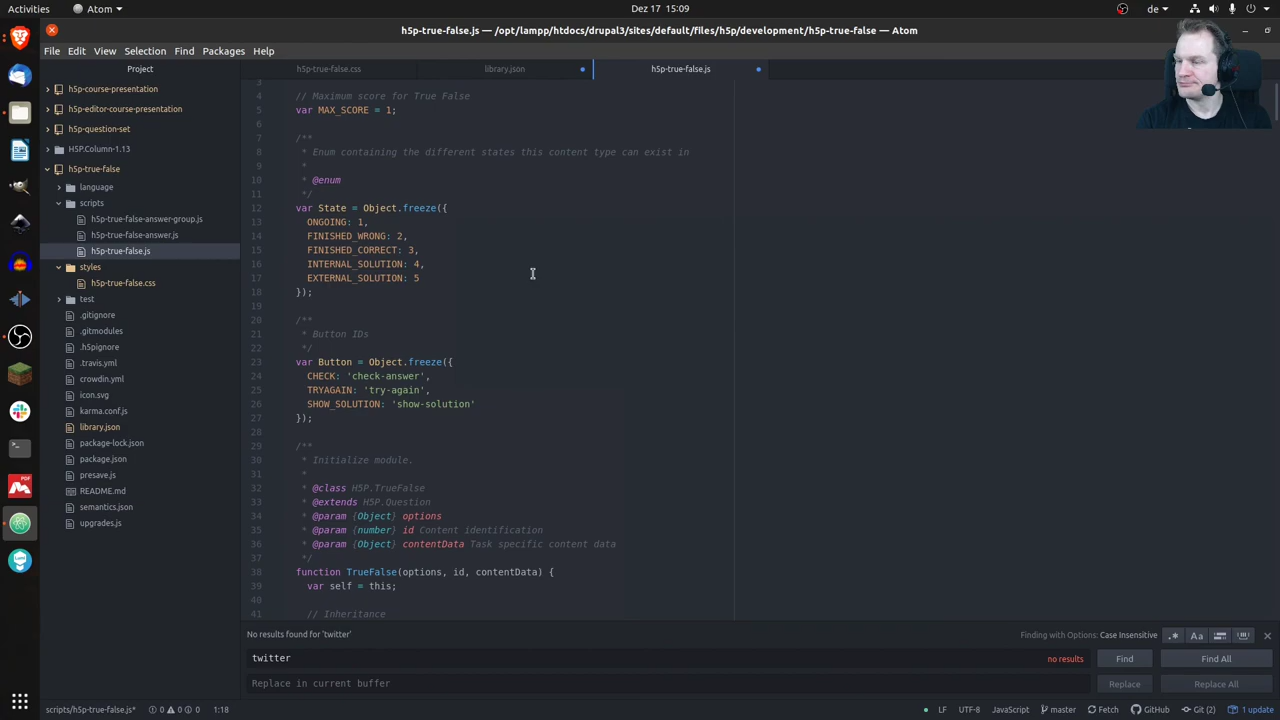 Activities
Atom
Dez 17 15:09
de
h5p-true-false.js — /opt/lampp/htdocs/drupal3/sites/default/files/h5p/development/h5p-true-false — Atom
File Edit View Selection Find Packages Help
Project
h5p-course-presentation
h5p-editor-course-presentation
h5p-question-set
H5P.Column-1.13
h5p-true-false
language
scripts
h5p-true-false-answer-group.js
h5p-true-false-answer.js
h5p-true-false.js
styles
h5p-true-false.css
test
.gitignore
.gitmodules
.h5pignore
.travis.yml
crowdin.yml
icon.svg
karma.conf.js
library.json
package-lock.json
package.json
presave.js
README.md
semantics.json
upgrades.js
h5p-true-false.css library.json h5p-true-false.js
3
4 // Maximum score for True False
5 var MAX_SCORE = 1;
6
7 /**
8 * Enum containing the different states this content type can exist in
9 *
10 * @enum
11 */
12 var State = Object.freeze({
13 ONGOING: 1,
14 FINISHED_WRONG: 2,
15 FINISHED_CORRECT: 3,
16 INTERNAL_SOLUTION: 4,
17 EXTERNAL_SOLUTION: 5
18 });
19
20 /**
21 * Button IDs
22 */
23 var Button = Object.freeze({
24 CHECK: 'check-answer',
25 TRYAGAIN: 'try-again',
26 SHOW_SOLUTION: 'show-solution'
27 });
28
29 /**
30 * Initialize module.
31 *
32 * @class H5P.TrueFalse
33 * @extends H5P.Question
34 * @param {Object} options
35 * @param {number} id Content identification
36 * @param {Object} contentData Task specific content data
37 */
38 function TrueFalse(options, id, contentData) {
39 var self = this;
40
41 // Inheritance
No results found for 'twitter'
Finding with Options: Case Insensitive
.* Aa
twitter
no results
Find
Find All
Replace in current buffer
Replace
Replace All
scripts/h5p-true-false.js* 0 0 0 1:18
LF UTF-8 JavaScript master Fetch GitHub Git (2) 1 update